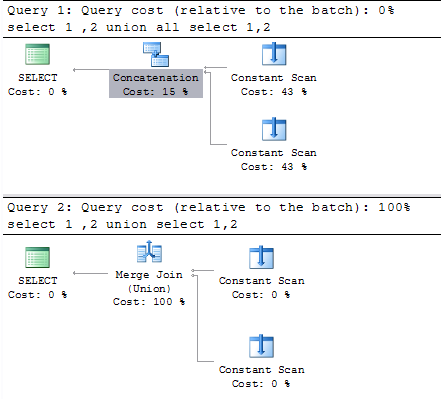 Query 1: Query cost (relative to the batch): 0%
select 1 ,2 union all select 1,2
SELECT
Cost: 0 %
Concatenation
Cost: 15 %
Constant Scan
Cost: 43 %
Constant Scan
Cost: 43 %
Query 2: Query cost (relative to the batch): 100%
select 1 ,2 union select 1,2
SELECT
Cost: 0 %
Merge Join
(Union)
Cost: 100 %
Constant Scan
Cost: 0 %
Constant Scan
Cost: 0 %